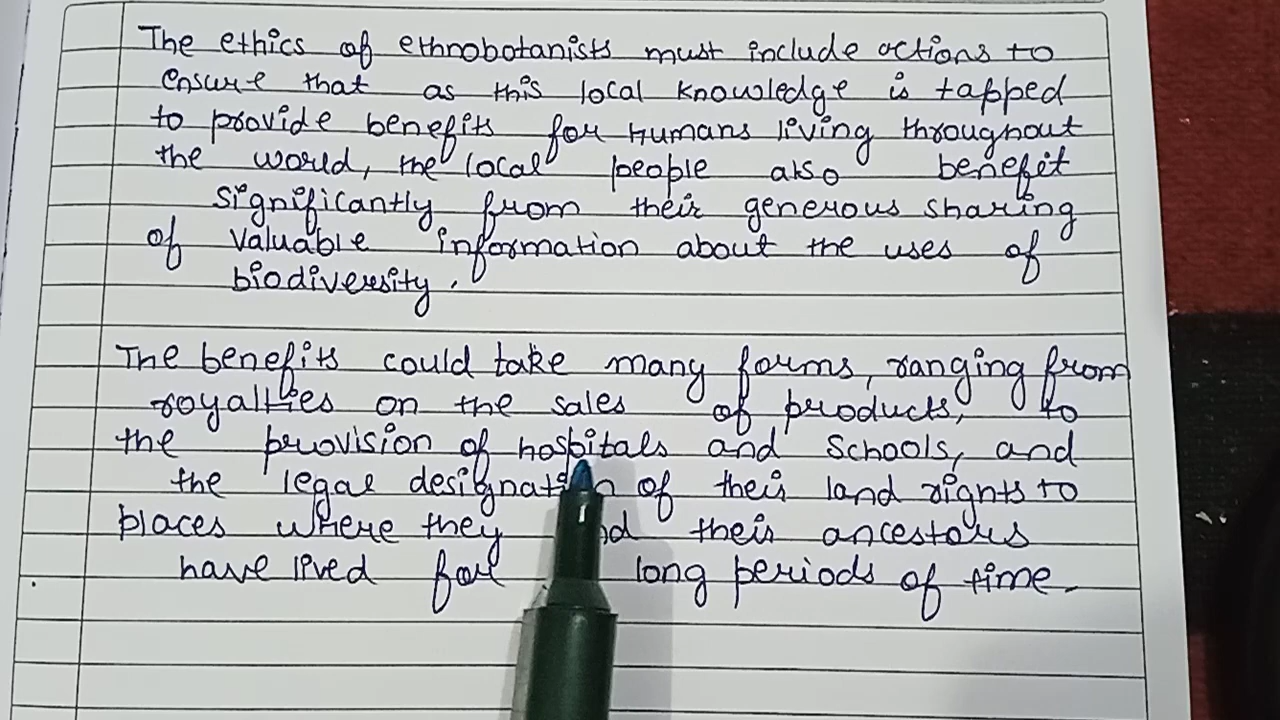 The ethics of ethnobotanists must include actions to
ensure that as this local knowledge is tapped
to provide benefits for Humans living throughout
the world, the local people also benefit
significantly from their generous sharing
of valuable information about the uses of
biodiversity.
The benefits could take many forms, ranging from
royalties on the sales of products, to
the provision of hospitals and Schools, and
the legal designation of their land rights to
places where they and their ancestors
have lived for long periods of time.